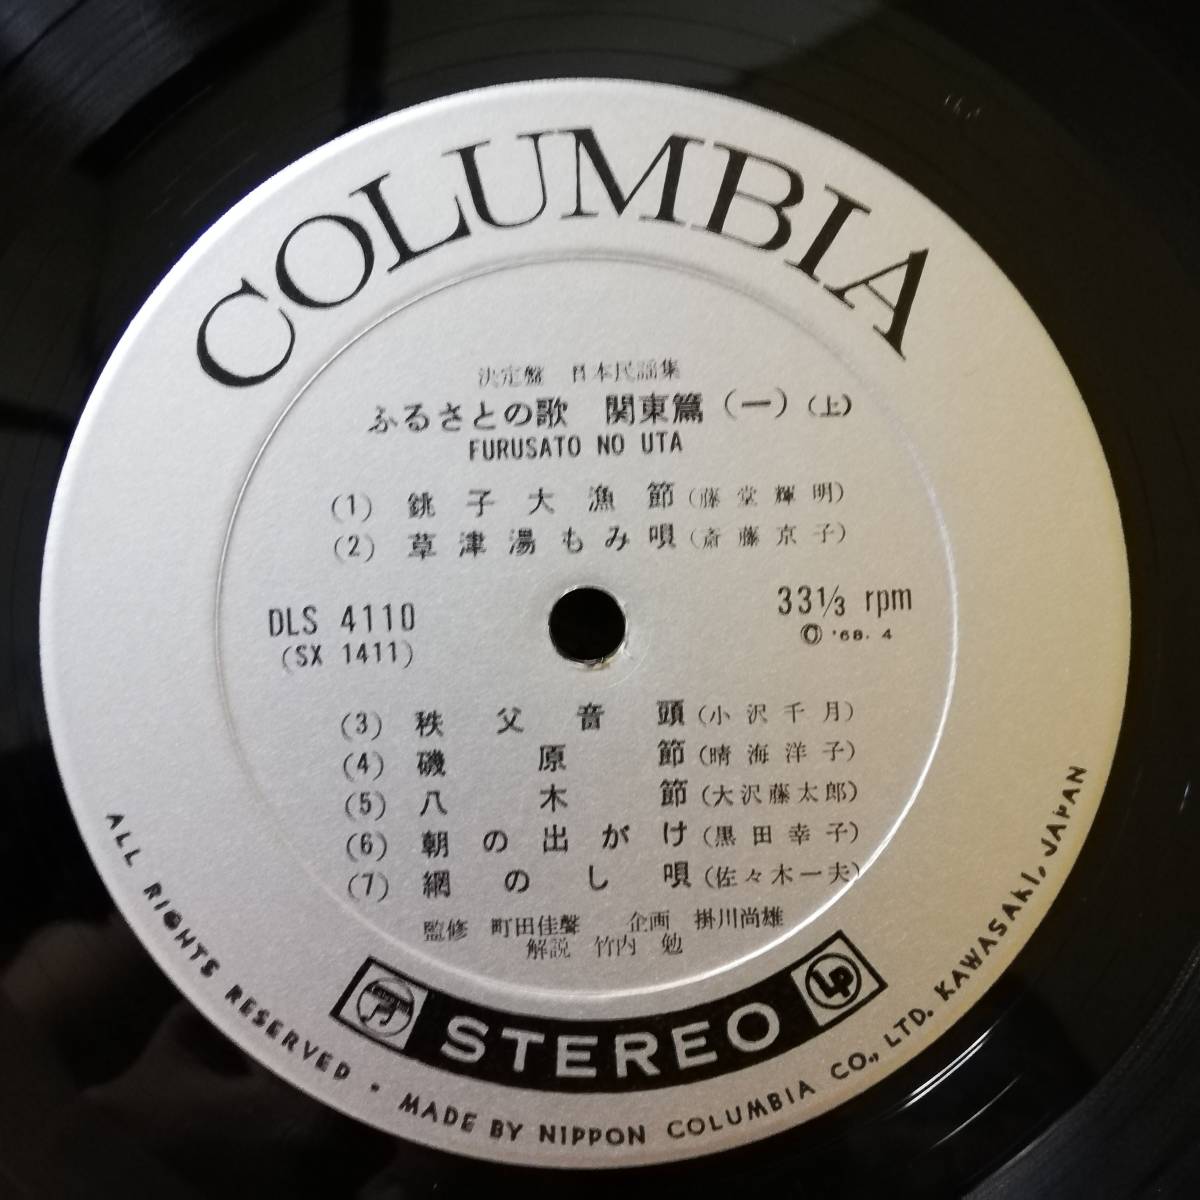 COLUMBIA
決定盤 日本民謡集
ふるさとの歌 関東篇(一)(上)
FURUSATO NO UTA
(1) 銚子大漁節(藤堂輝明)
(2) 草津湯もみ唄(斎藤京子)
DLS 4110
(SX 1411)
33⅓ rpm
Ⓒ '68. 4
(3) 秩父音頭(小沢千月)
(4) 磯原節(晴海洋子)
(5) 八木節(大沢藤太郎)
(6) 朝の出がけ(黒田幸子)
(7) 網のし唄(佐々木一夫)
監修 町田佳聲 企画 掛川尚雄
解説 竹内 勉
STEREO
LP
ALL RIGHTS RESERVED · MADE BY NIPPON COLUMBIA CO., LTD. KAWASAKI, JAPAN